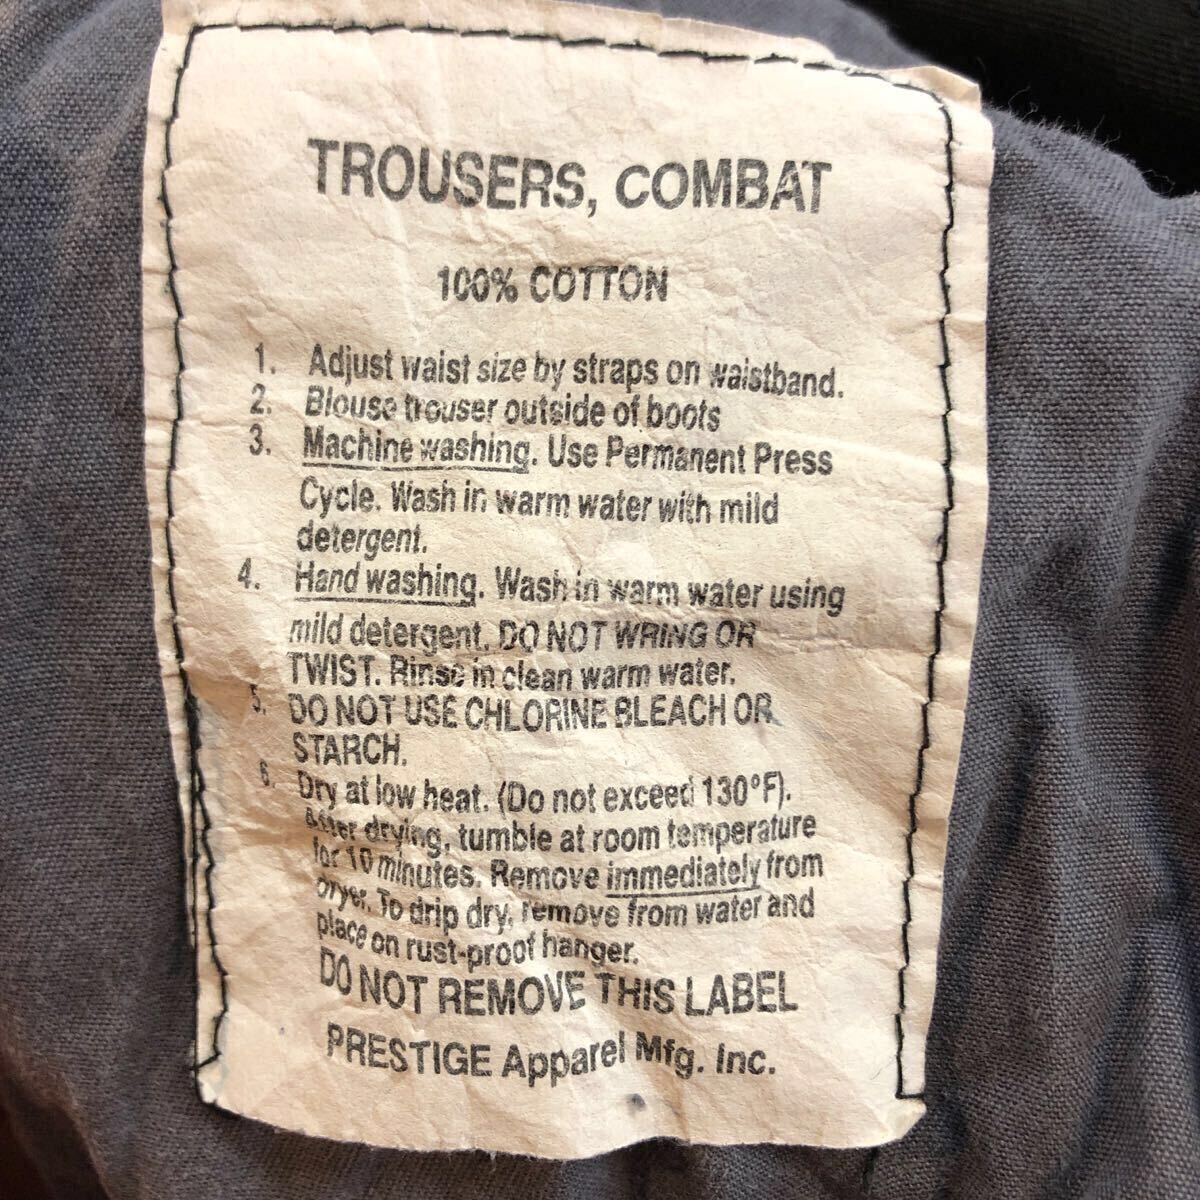 TROUSERS, COMBAT
100% COTTON
1. Adjust waist size by straps on waistband.
2. Blouse trouser outside of boots
3. Machine washing. Use Permanent Press
Cycle. Wash in warm water with mild
detergent.
4. Hand washing. Wash in warm water using
mild detergent. DO NOT WRING OR
TWIST. Rinse in clean warm water.
5. DO NOT USE CHLORINE BLEACH OR
STARCH.
6. Dry at low heat. (Do not exceed 130°F).
After drying, tumble at room temperature
for 10 minutes. Remove immediately from
dryer. To drip dry, remove from water and
place on rust-proof hanger.
DO NOT REMOVE THIS LABEL
PRESTIGE Apparel Mfg. Inc.